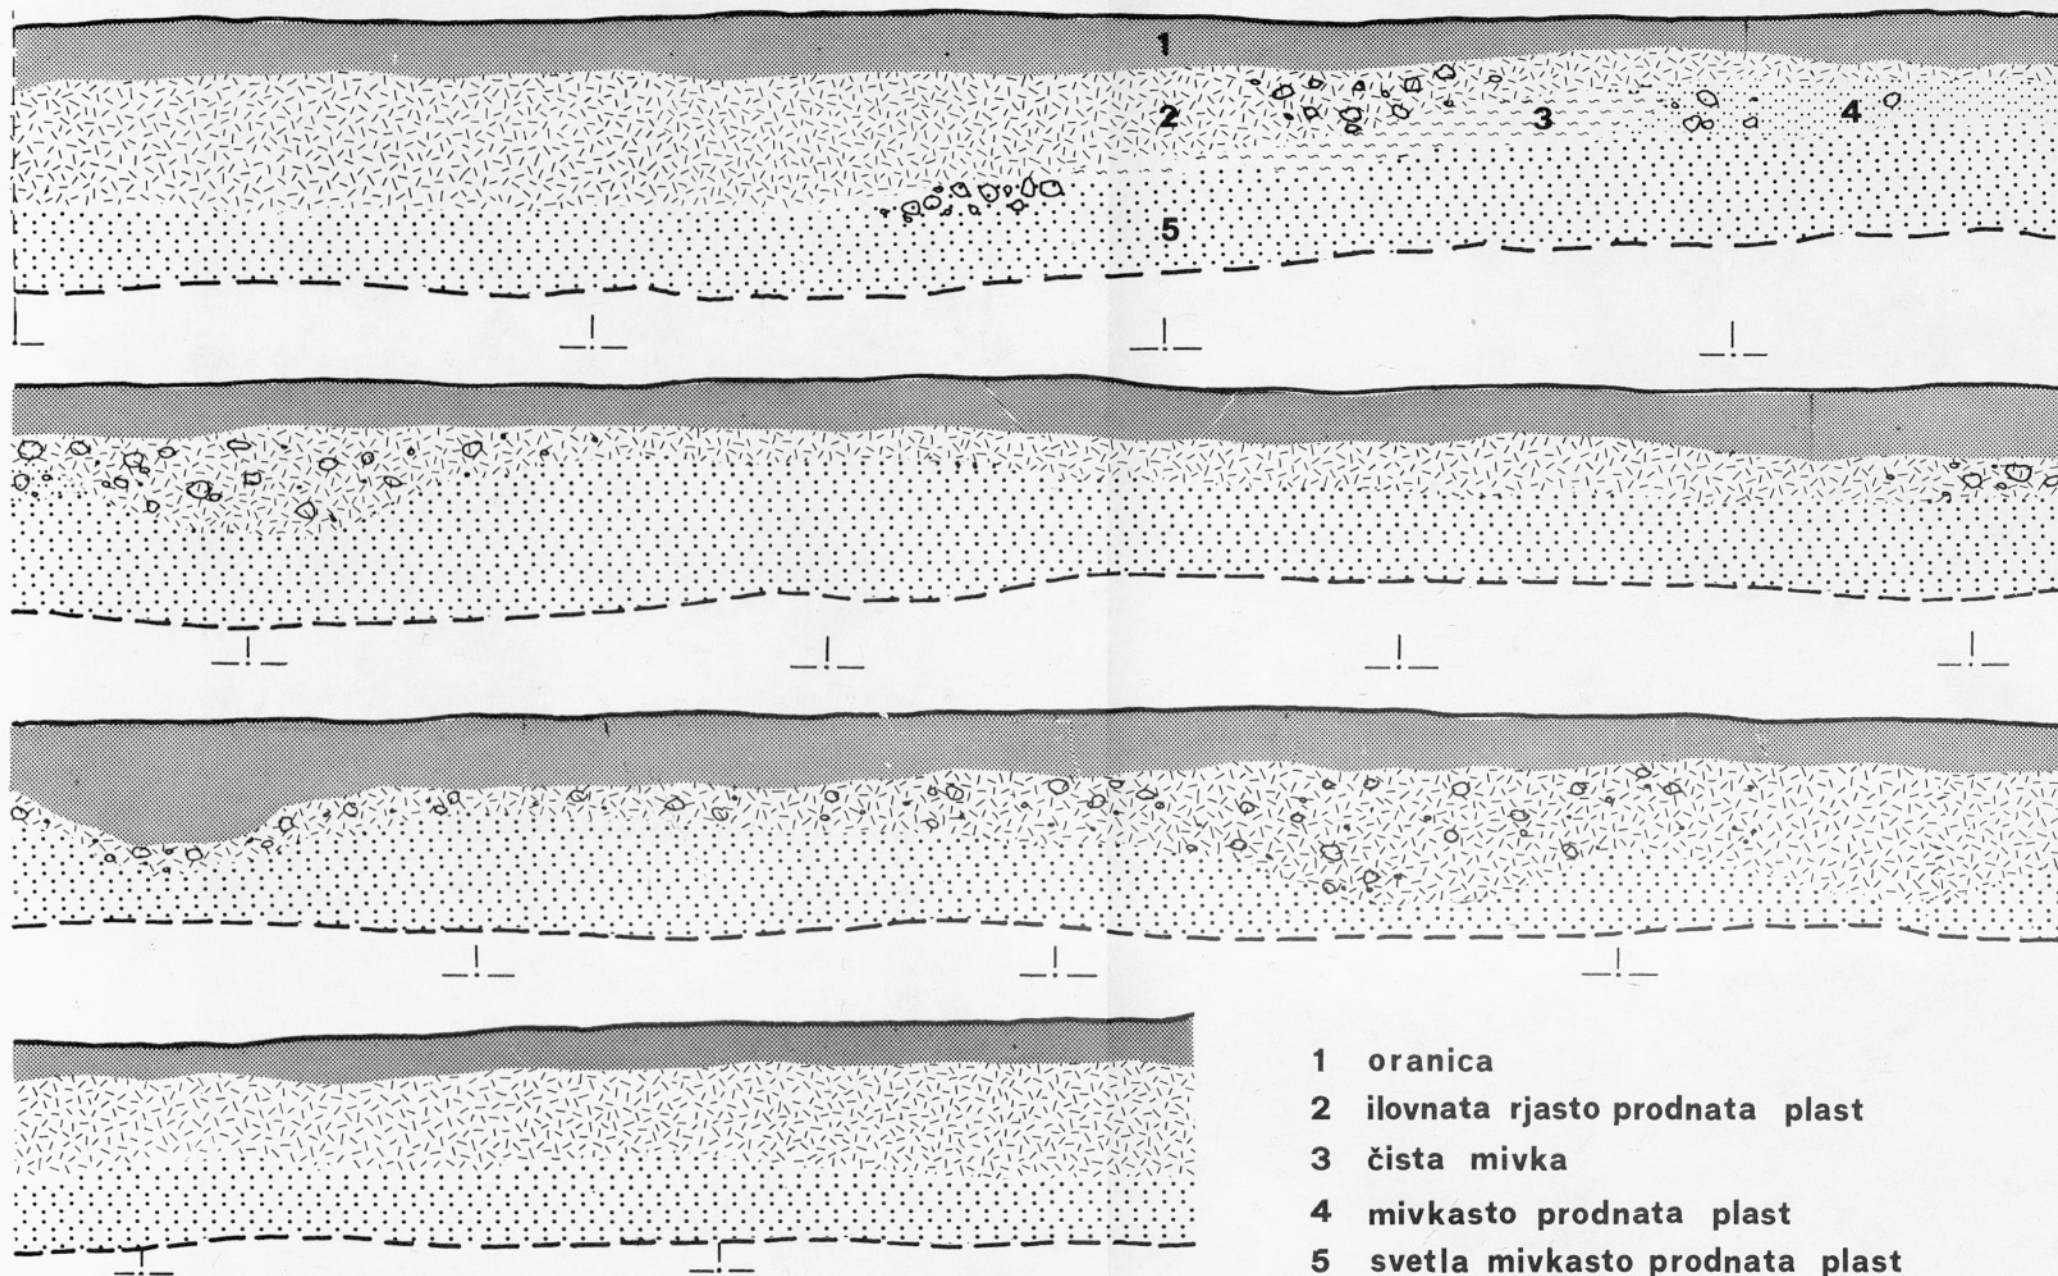 1
2
3
4
5
1 oranica
2 ilovnata rjasto prodnata plast
3 čista mivka
4 mivkasto prodnata plast
5 svetla mivkasto prodnata plast